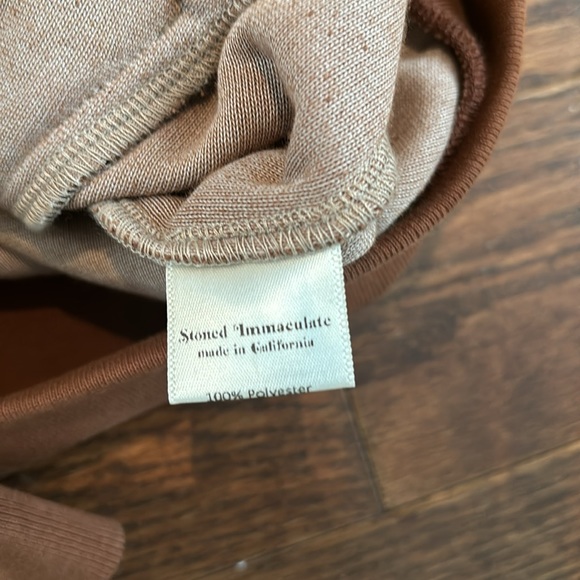 Stoned Immaculate
made in California
100% Polyester